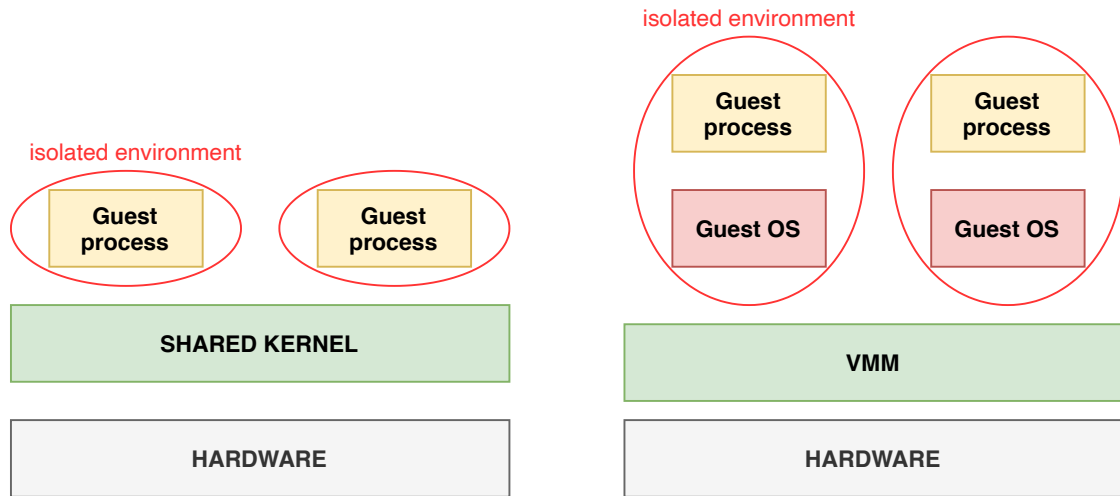 isolated environment
Guest
process
Guest
process
SHARED KERNEL
HARDWARE
isolated environment
Guest
process
Guest
process
Guest OS
Guest OS
VMM
HARDWARE